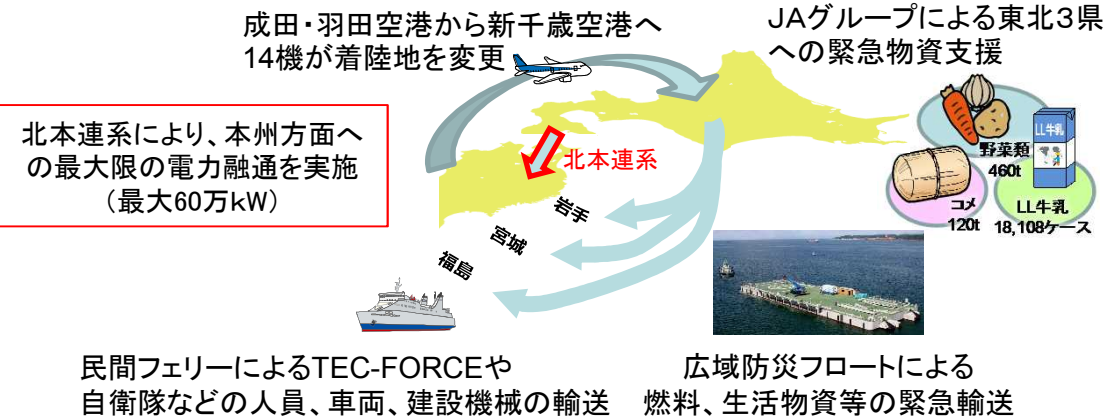 成田・羽田空港から新千歳空港へ
14機が着陸地を変更
JAグループによる東北3県
への緊急物資支援
北本連系により、本州方面へ
の最大限の電力融通を実施
（最大60万kW）
北本連系
LL牛乳
野菜類
460t
コメ
120t
LL牛乳
18,108ケース
岩手
宮城
福島
民間フェリーによるTEC-FORCEや
自衛隊などの人員、車両、建設機械の輸送
広域防災フロートによる
燃料、生活物資等の緊急輸送